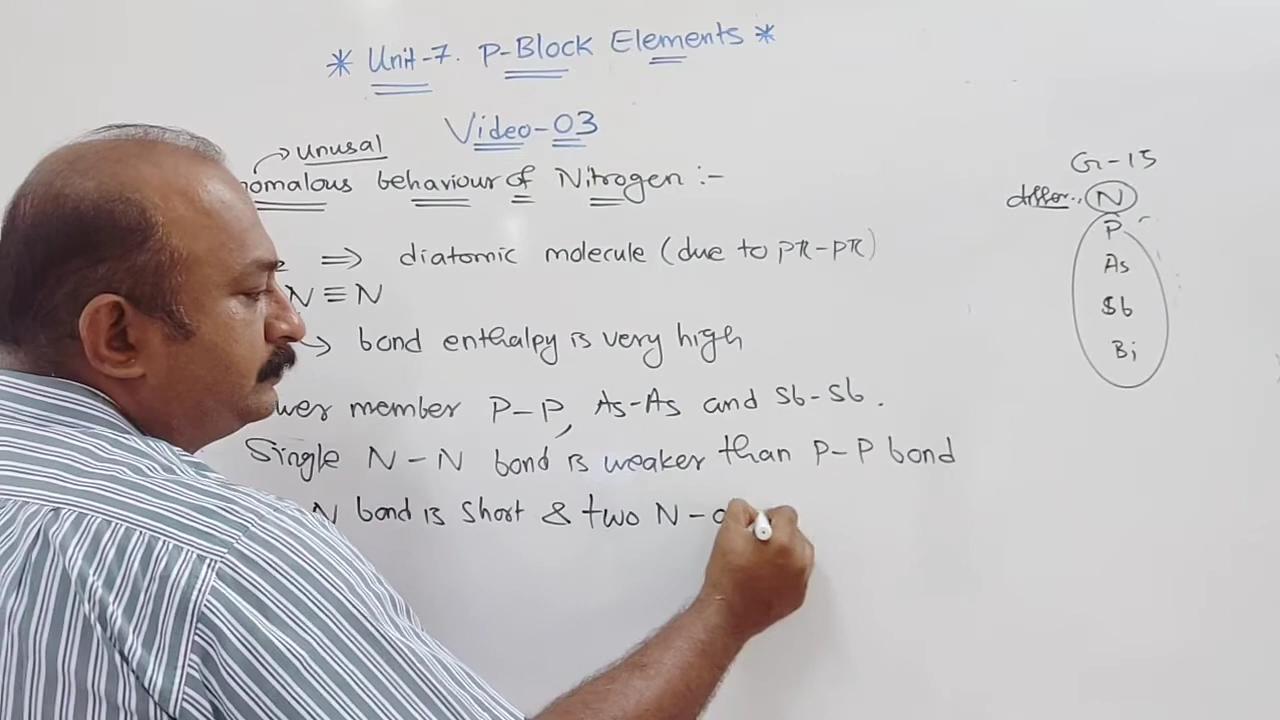 * Unit-7. P-Block Elements *
Video-03
unusal
nomalous behaviour of Nitrogen :-
⇒ diatomic molecule (due to pπ-pπ)
N≡N
→ bond enthalpy is very high
wer member P-P, As-As and Sb-Sb.
Single N-N bond is weaker than P-P bond
N bond is short & two N-
G-15
differ.. N
P
As
Sb
Bi